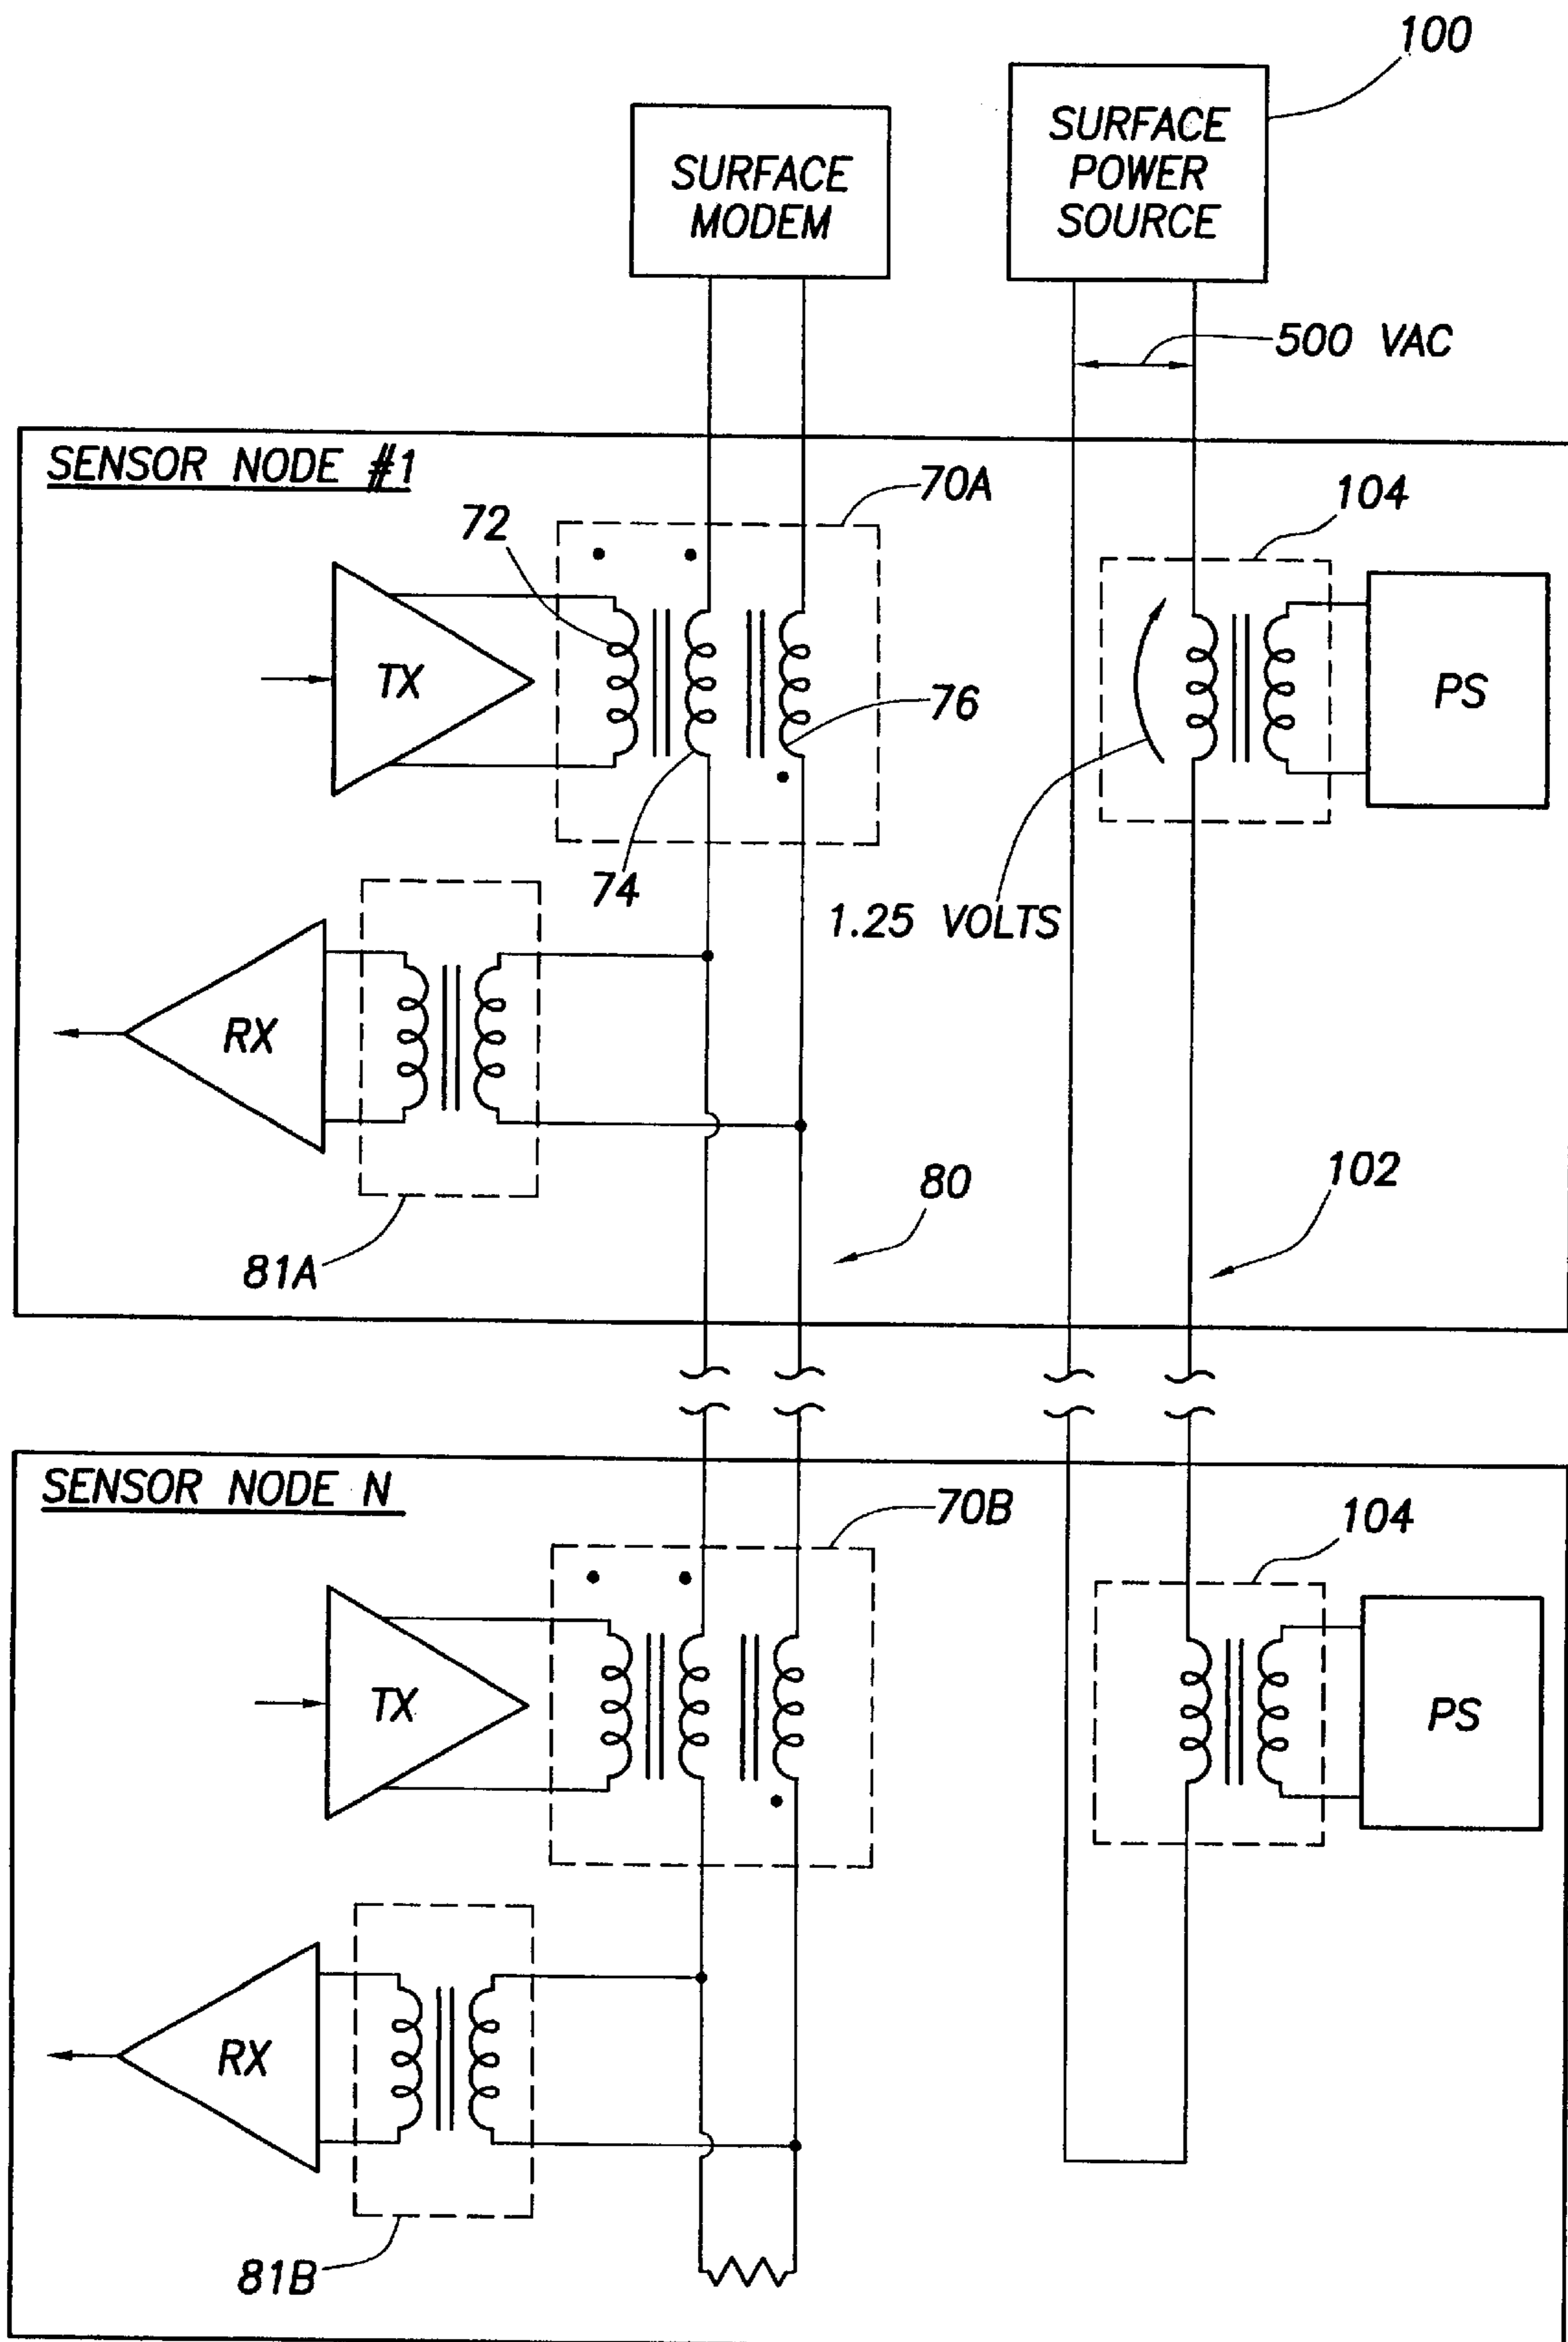 100
SURFACE
MODEM
SURFACE
POWER
SOURCE
500 VAC
SENSOR NODE #1
70A
104
72
TX
76
PS
74
1.25 VOLTS
RX
80
102
81A
SENSOR NODE N
70B
104
TX
PS
RX
81B